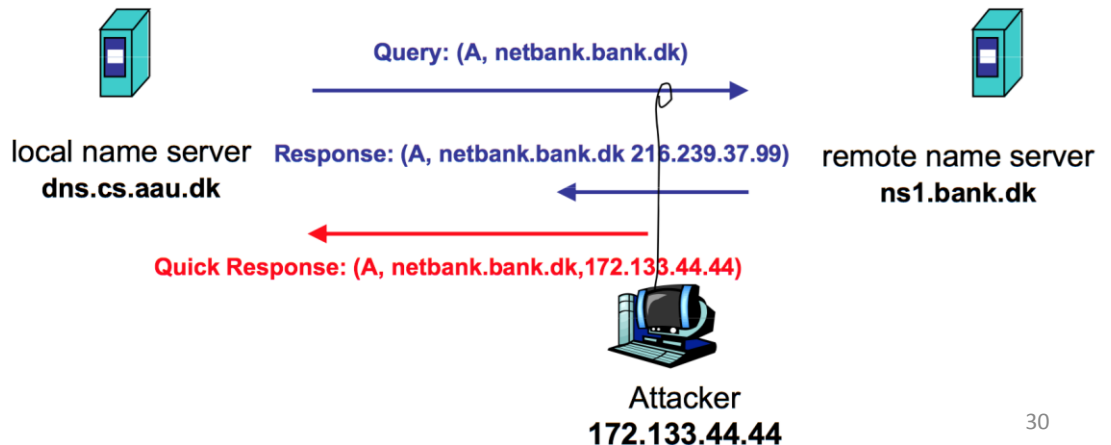 Query: (A, netbank.bank.dk)
local name server
dns.cs.aau.dk
Response: (A, netbank.bank.dk 216.239.37.99)
remote name server
ns1.bank.dk
Quick Response: (A, netbank.bank.dk,172.133.44.44)
Attacker
172.133.44.44
30